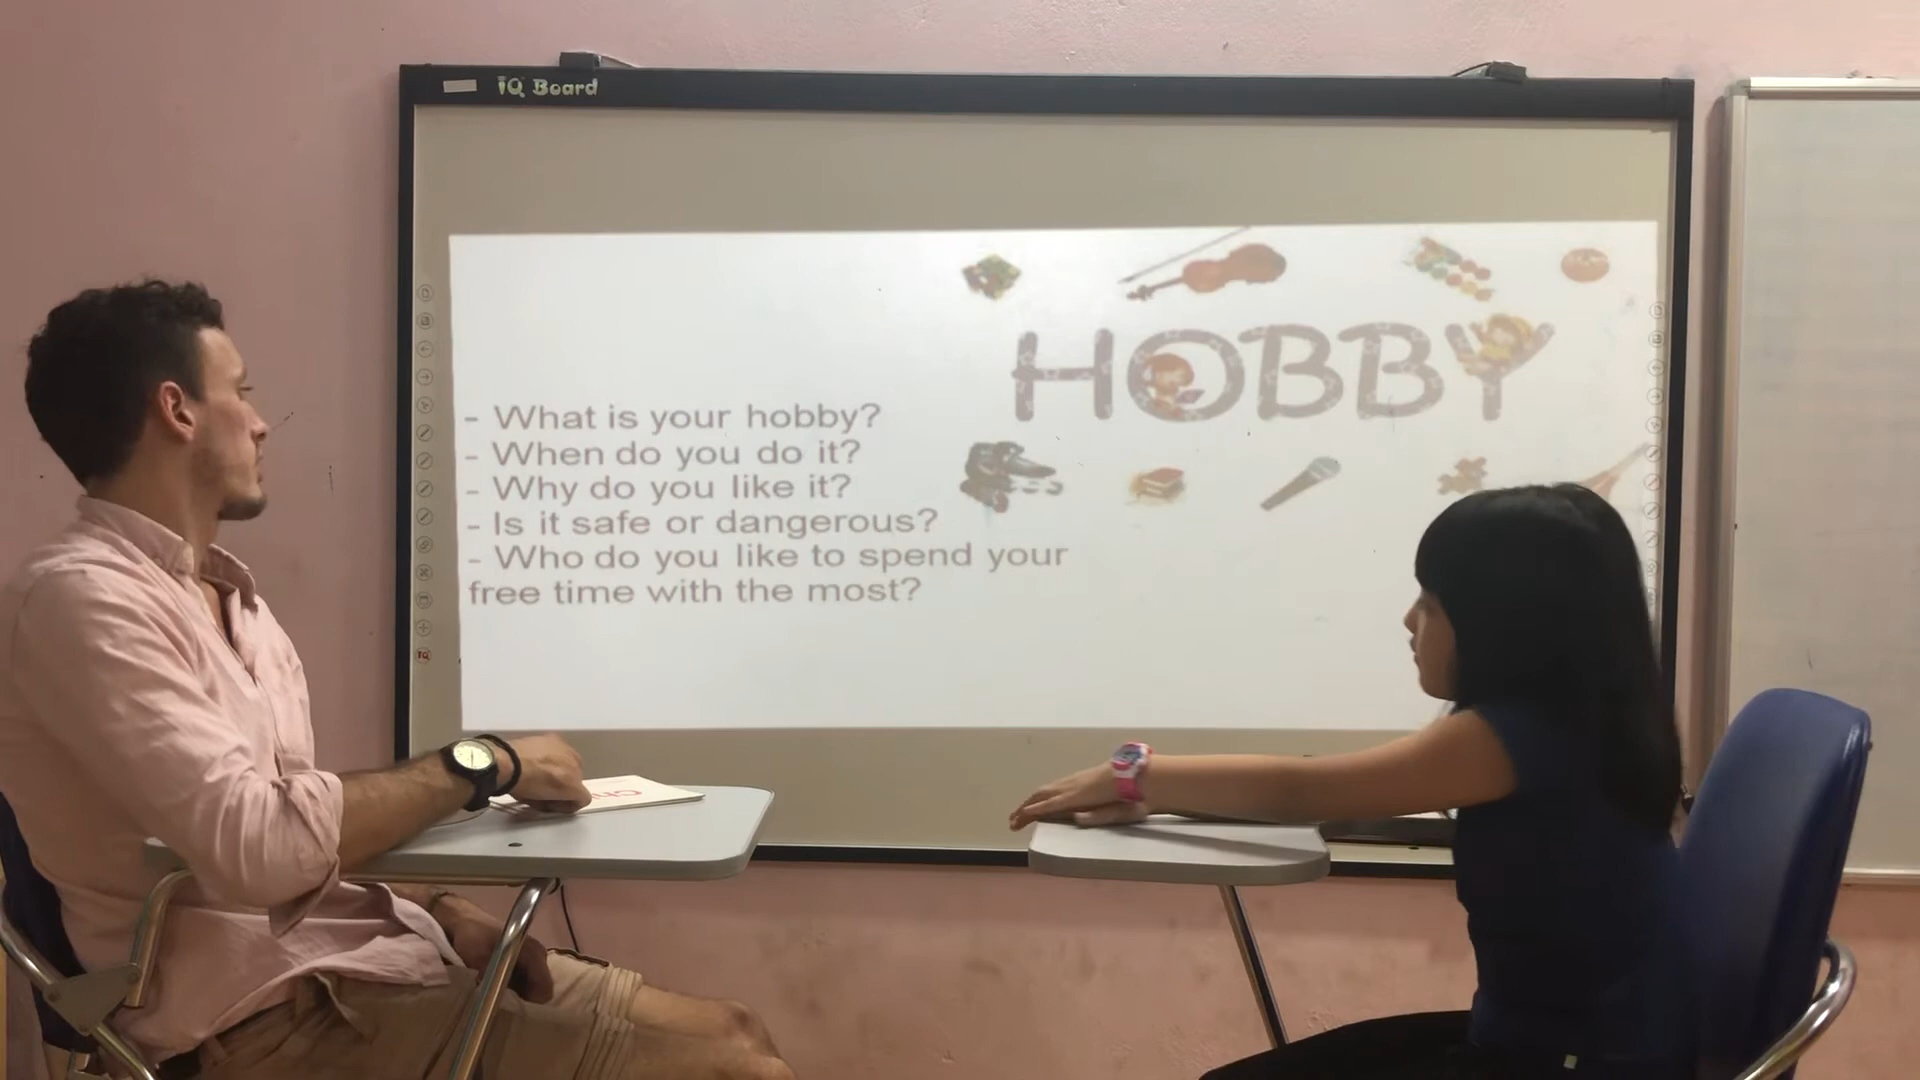 iQ Board
HOBBY
- What is your hobby?
- When do you do it?
- Why do you like it?
- Is it safe or dangerous?
- Who do you like to spend your
free time with the most?
IQ